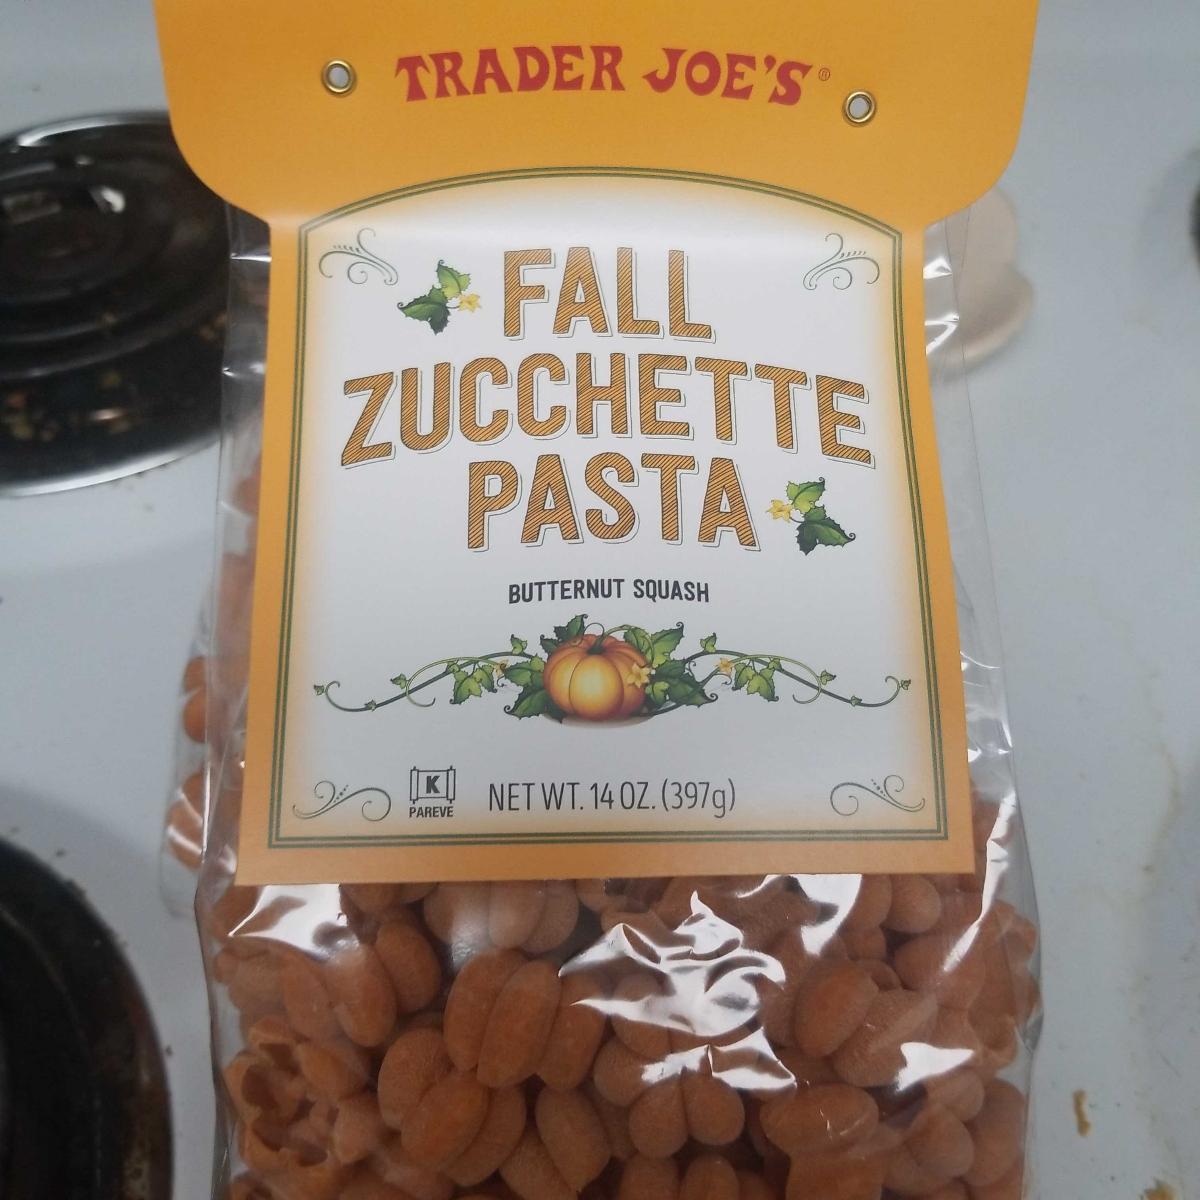 TRADER JOE'S®
FALL
ZUCCHETTE
PASTA
BUTTERNUT SQUASH
K
PAREVE
NET WT. 14 OZ. (397g)